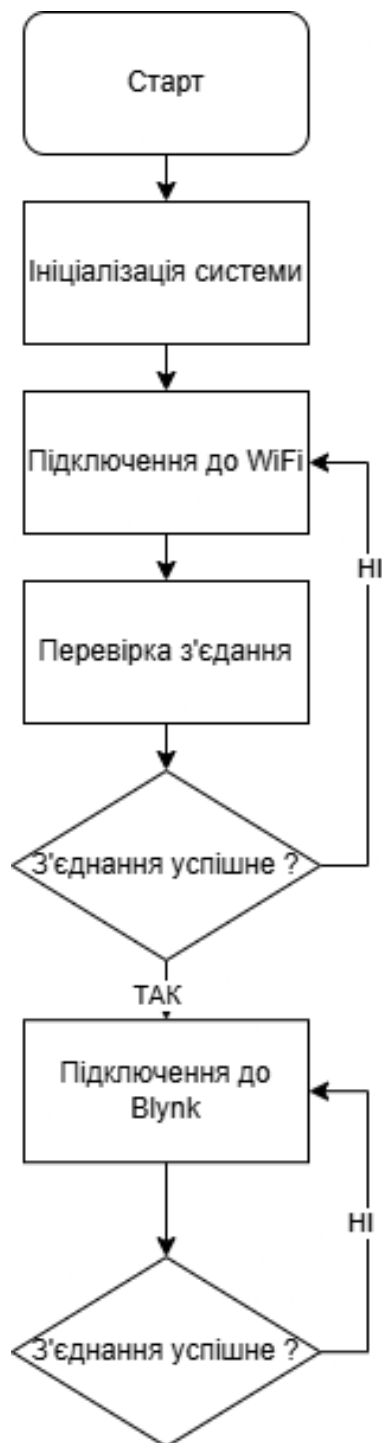 Старт
Ініціалізація системи
Підключення до WiFi
НІ
Перевірка з'єдання
З'єднання успішне ?
ТАК
Підключення до
Blynk
НІ
З'єднання успішне ?